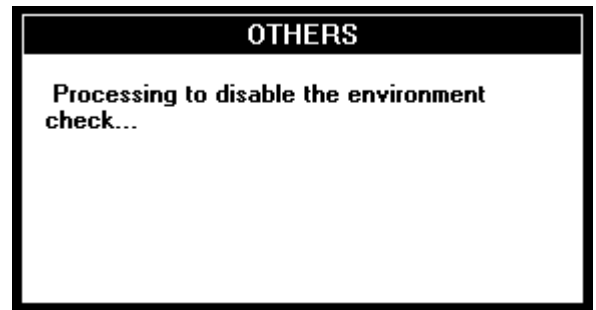 OTHERS
Processing to disable the environment
check...